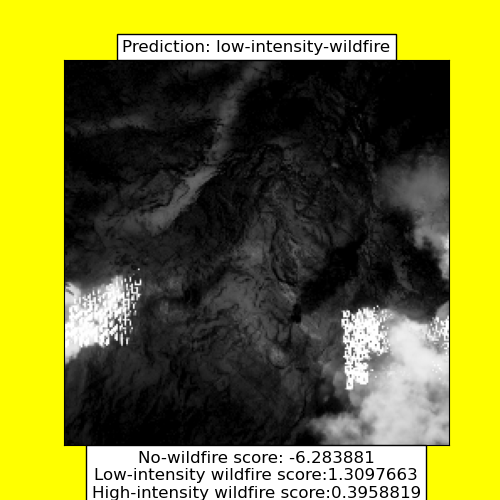 Prediction: low-intensity-wildfire
No-wildfire score: -6.283881
Low-intensity wildfire score:1.3097663
High-intensity wildfire score:0.3958819